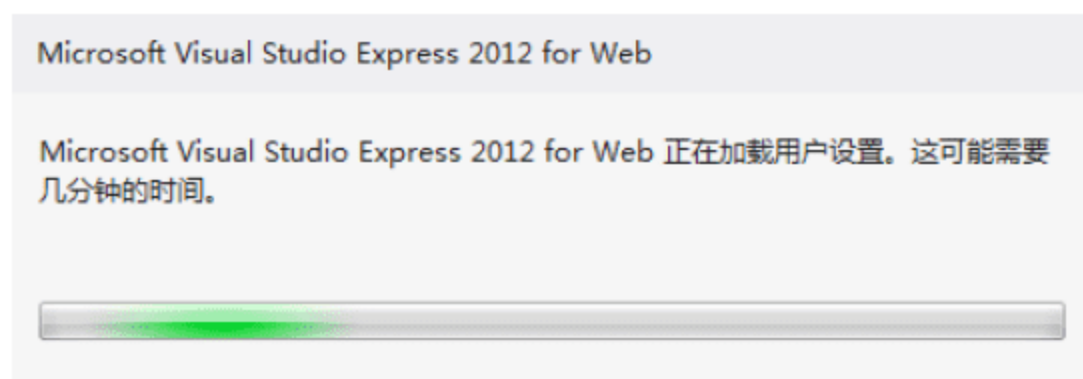 Microsoft Visual Studio Express 2012 for Web
Microsoft Visual Studio Express 2012 for Web 正在加载用户设置。这可能需要
几分钟的时间。